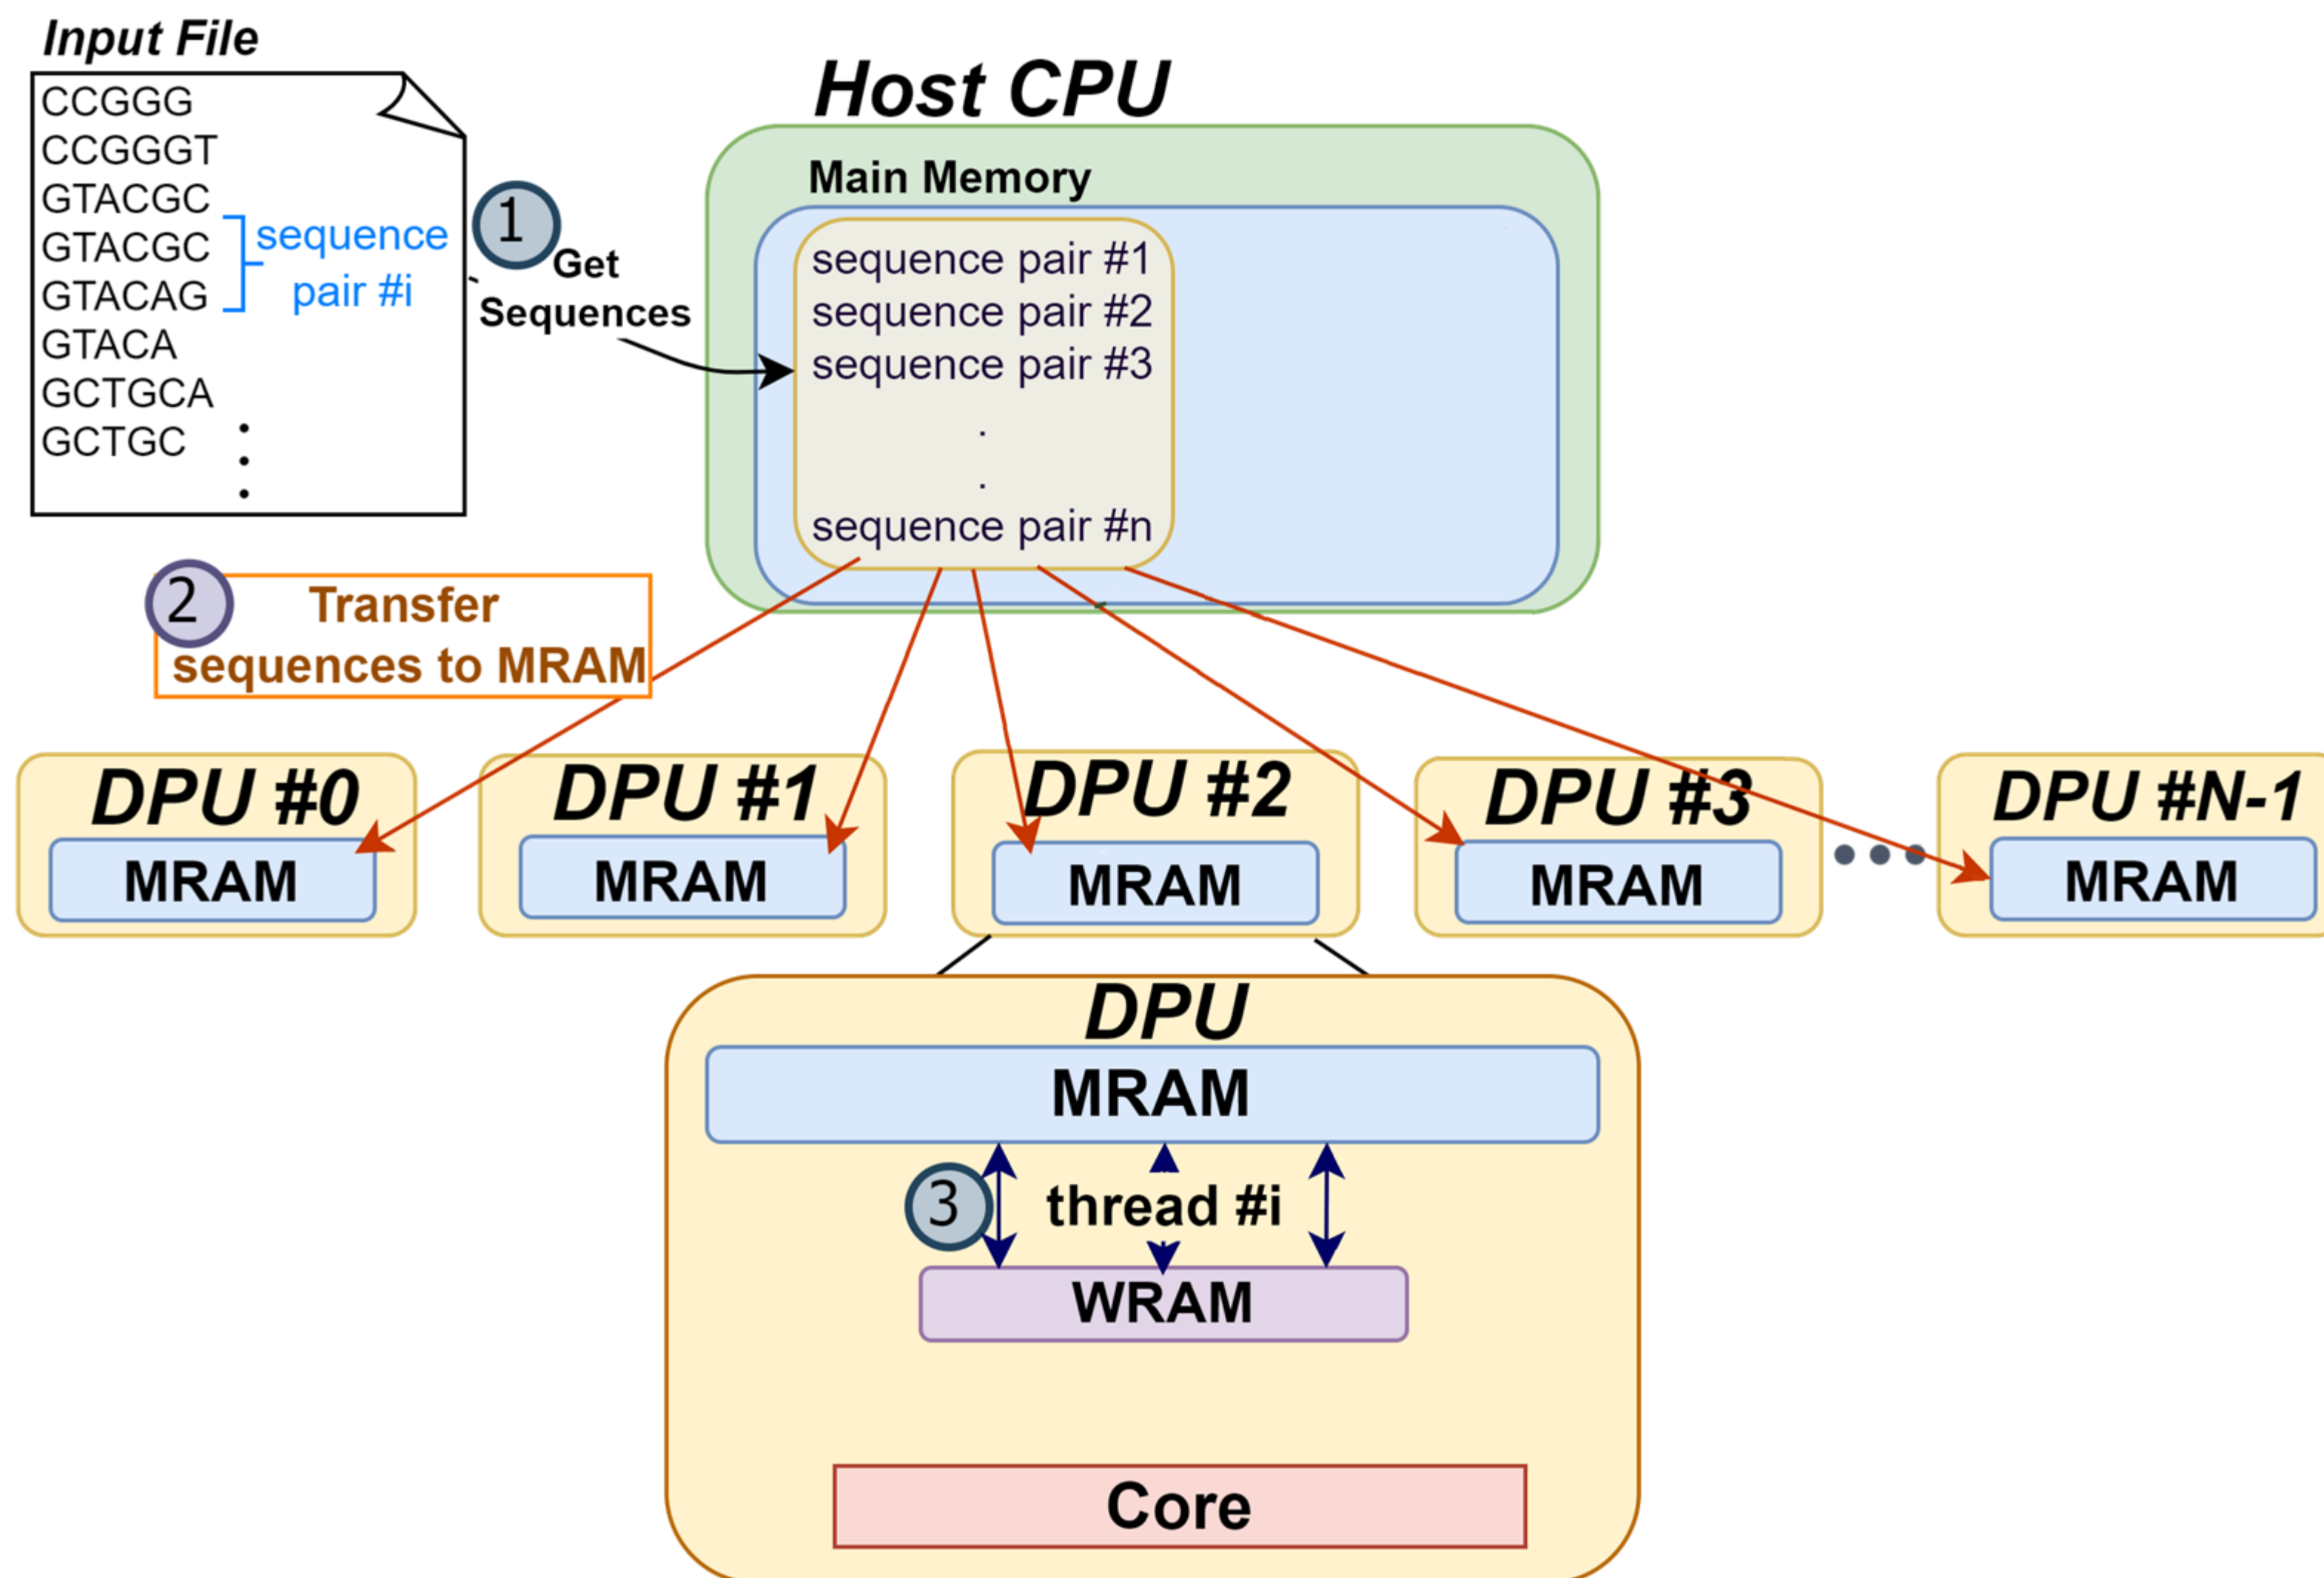 Input File
CCGGG
CCGGGT
GTACGC
GTACGC
GTACAG
GTACA
GCTGCA
GCTGC
sequence
pair #i
1
Get
Sequences
Host CPU
Main Memory
sequence pair #1
sequence pair #2
sequence pair #3
.
.
sequence pair #n
2
Transfer
sequences to MRAM
DPU #0
MRAM
DPU #1
MRAM
DPU #2
MRAM
DPU #3
MRAM
DPU #N-1
MRAM
DPU
MRAM
3
thread #i
WRAM
Core